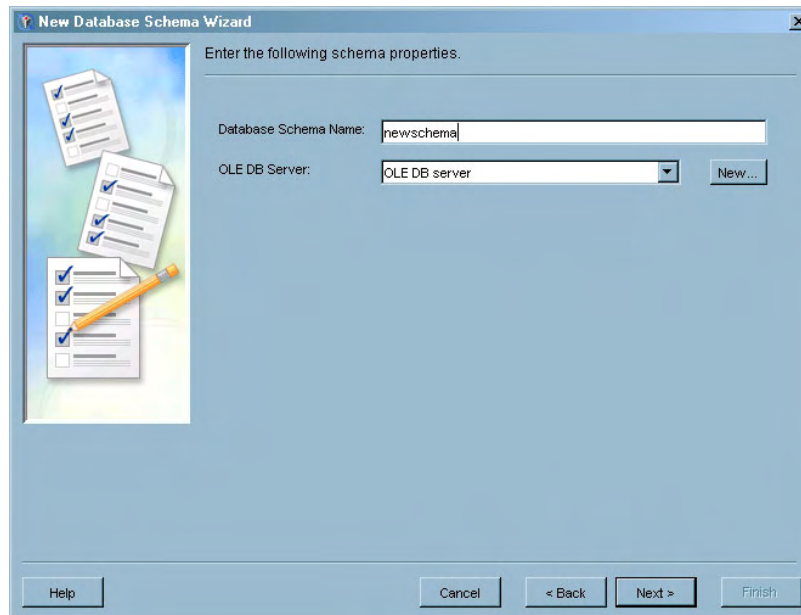 New Database Schema Wizard
Enter the following schema properties.
Database Schema Name: newschema
OLE DB Server: OLE DB server New...
Help Cancel < Back Next > Finish